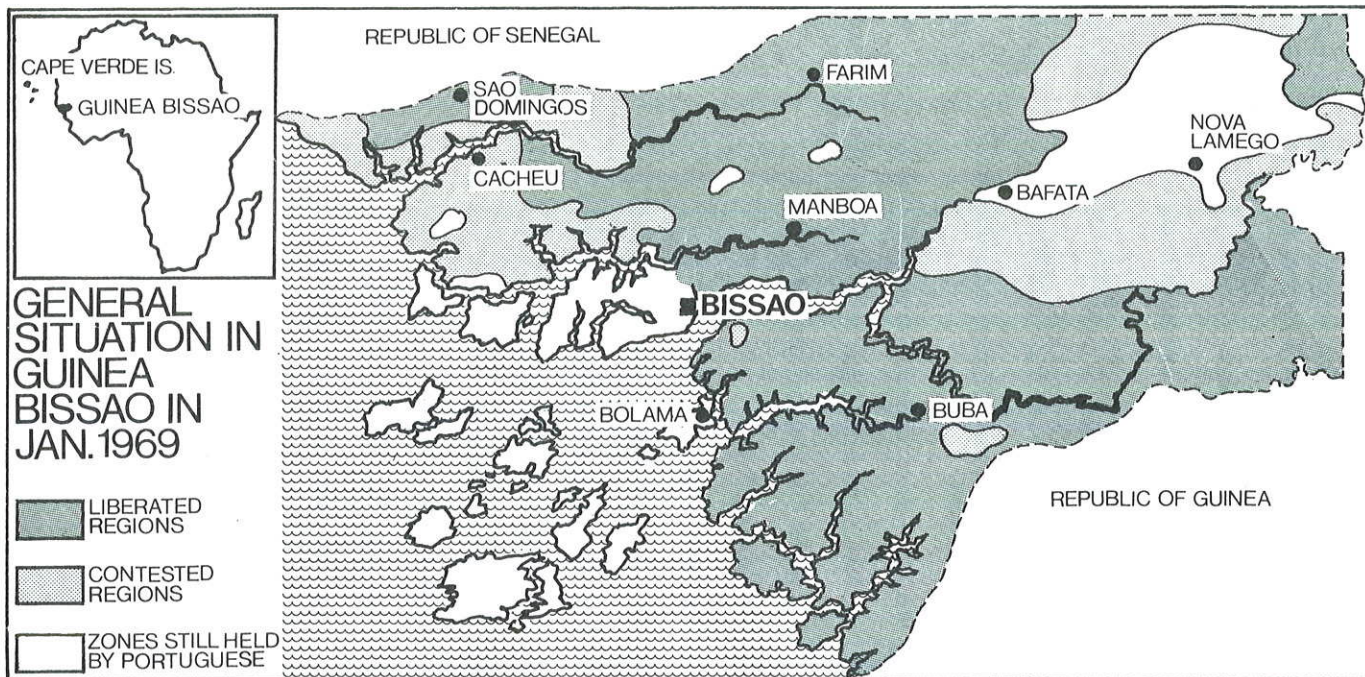 REPUBLIC OF SENEGAL
CAPE VERDE IS.
GUINEA BISSAO
SAO
DOMINGOS
FARIM
NOVA
LAMEGO
CACHEU
BAFATA
MANBOA
BISSAO
GENERAL
SITUATION IN
GUINEA
BISSAO IN
JAN. 1969
BOLAMA
BUBA
LIBERATED
REGIONS
REPUBLIC OF GUINEA
CONTESTED
REGIONS
ZONES STILL HELD
BY PORTUGUESE